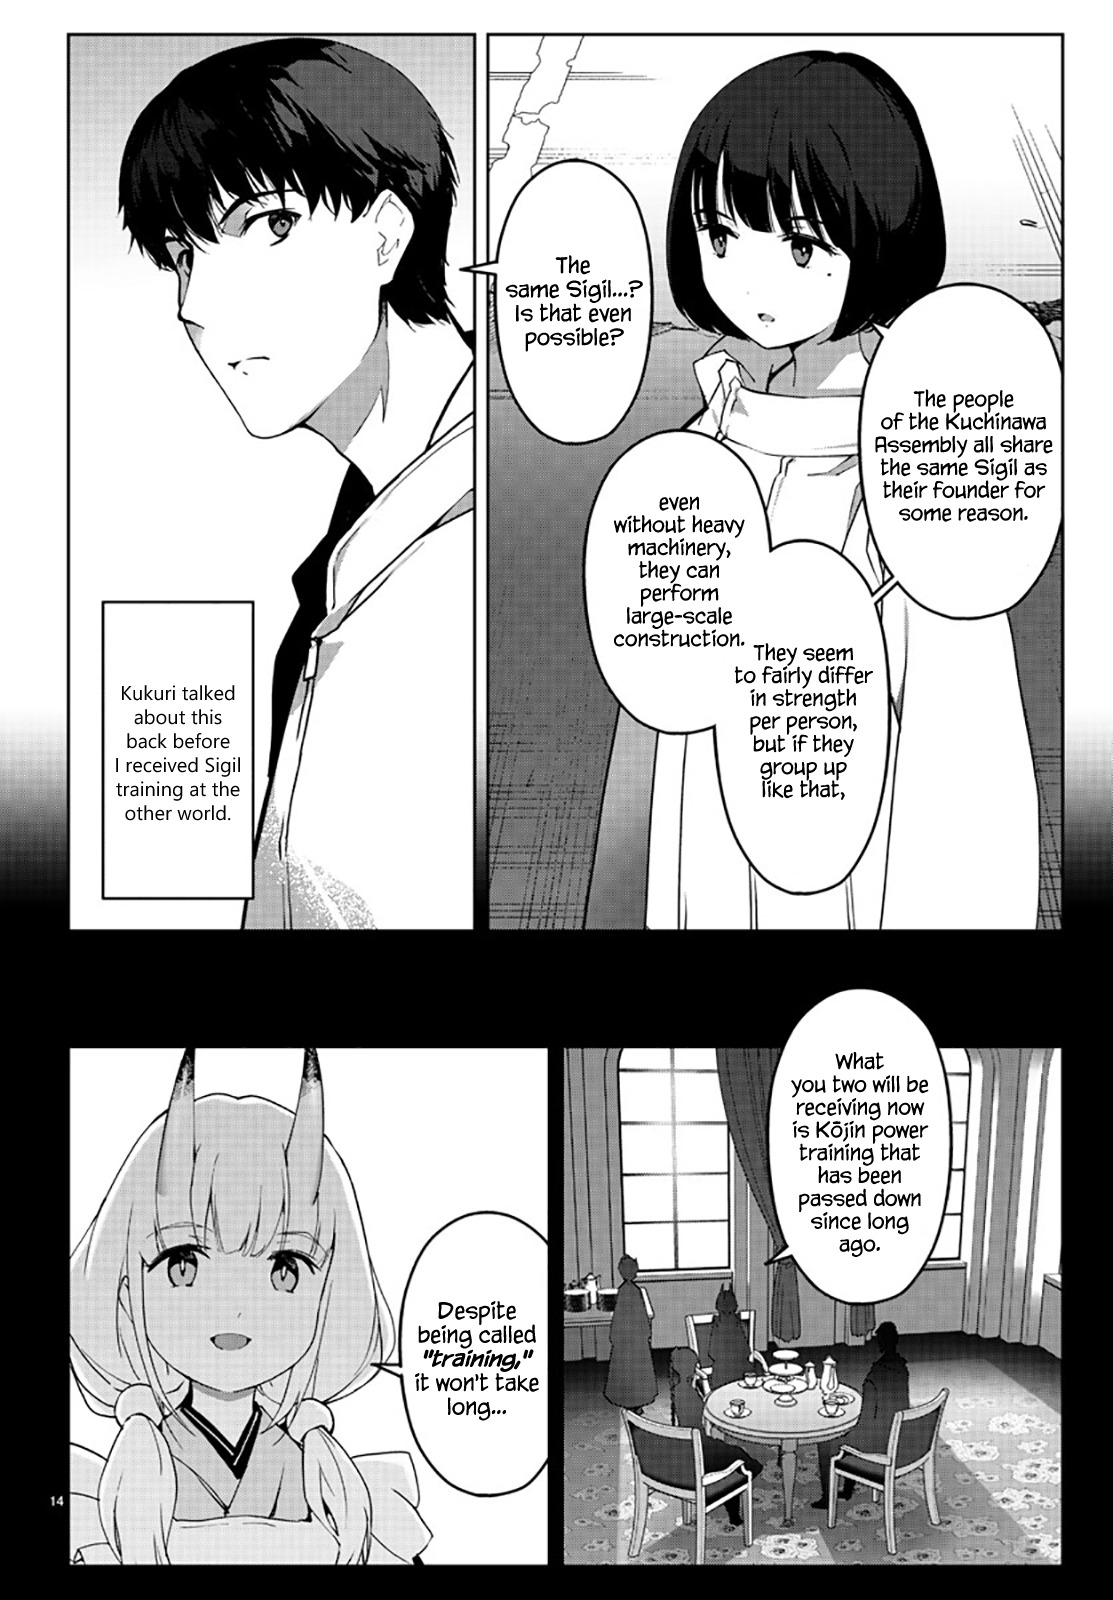 The people
of the Kuchinawa
Assembly all share
the same Sigil as
their founder for
some reason.
They seem
to fairly differ
in strength
per person,
but if they
group up
like that,
even
without heavy
machinery,
they can
perform
large-scale
construction.
The
same Sigil...?
Is that even
possible?
Kukuri talked
about this
back before
I received Sigil
training at the
other world.
What
you two will be
receiving now
is Kōjin power
training that
has been
passed down
since long
ago.
Despite
being called
"training,"
it won't take
long...
14